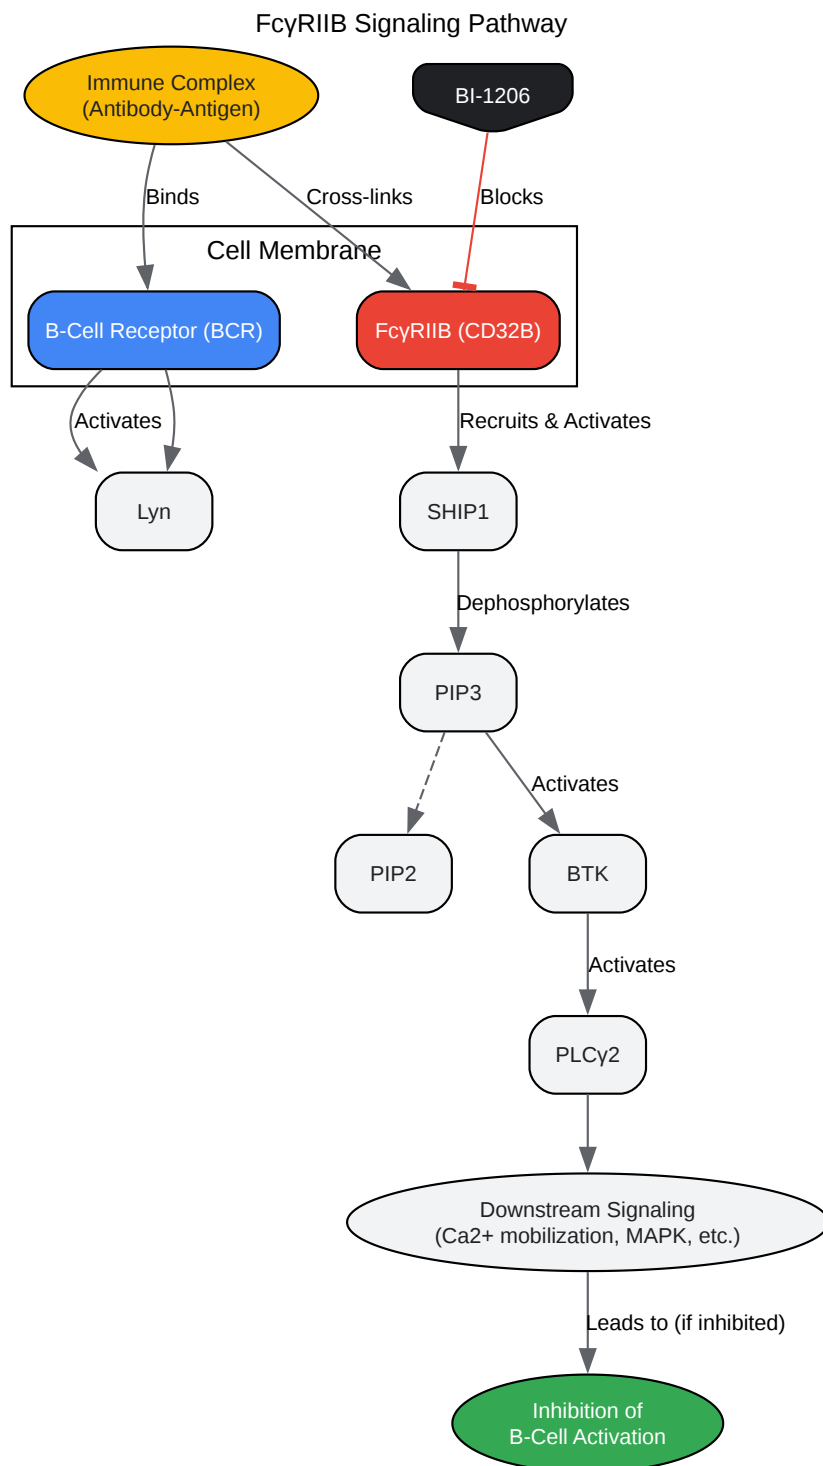 FcγRIIB Signaling Pathway
Immune Complex
(Antibody-Antigen)
BI-1206
Binds
Cross-links
Blocks
Cell Membrane
B-Cell Receptor (BCR)
FcγRIIB (CD32B)
Activates
Recruits & Activates
Lyn
SHIP1
Dephosphorylates
PIP3
Activates
PIP2
BTK
Activates
PLCγ2
Downstream Signaling
(Ca2+ mobilization, MAPK, etc.)
Leads to (if inhibited)
Inhibition of
B-Cell Activation